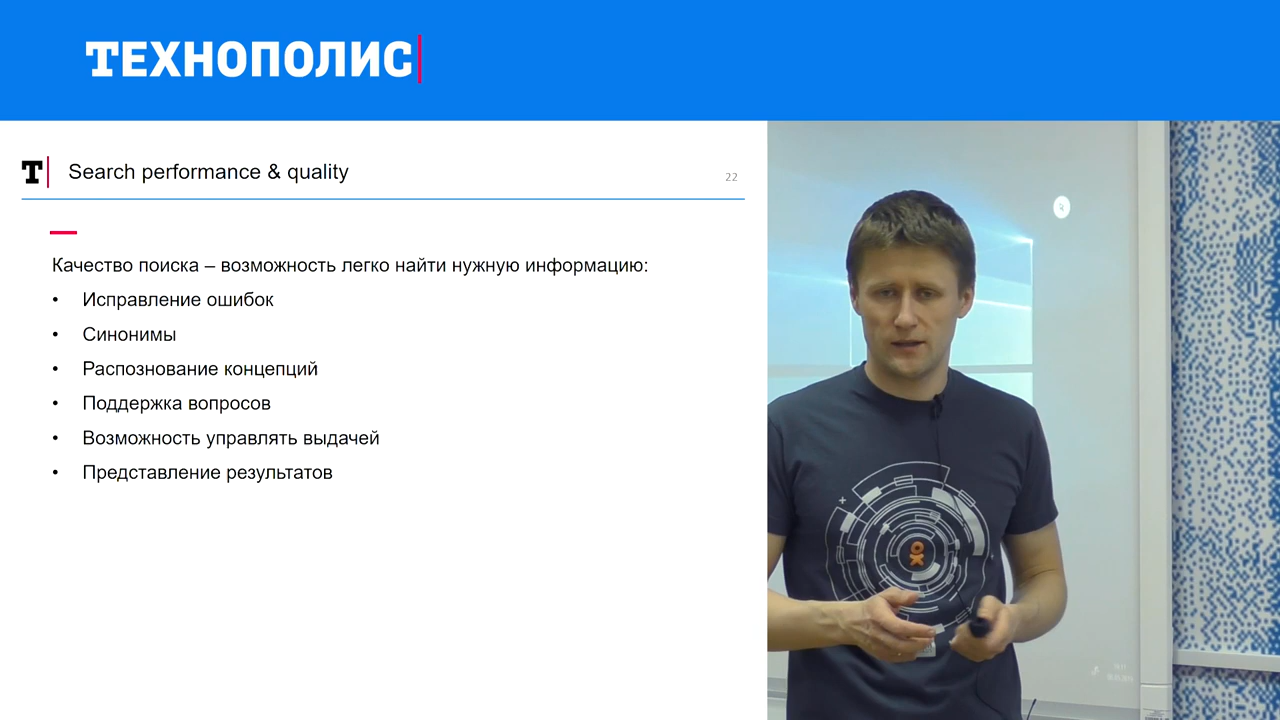 ТЕХНОПОЛИС
Т
Search performance & quality
22
Качество поиска – возможность легко найти нужную информацию:
• Исправление ошибок
• Синонимы
• Распознование концепций
• Поддержка вопросов
• Возможность управлять выдачей
• Представление результатов